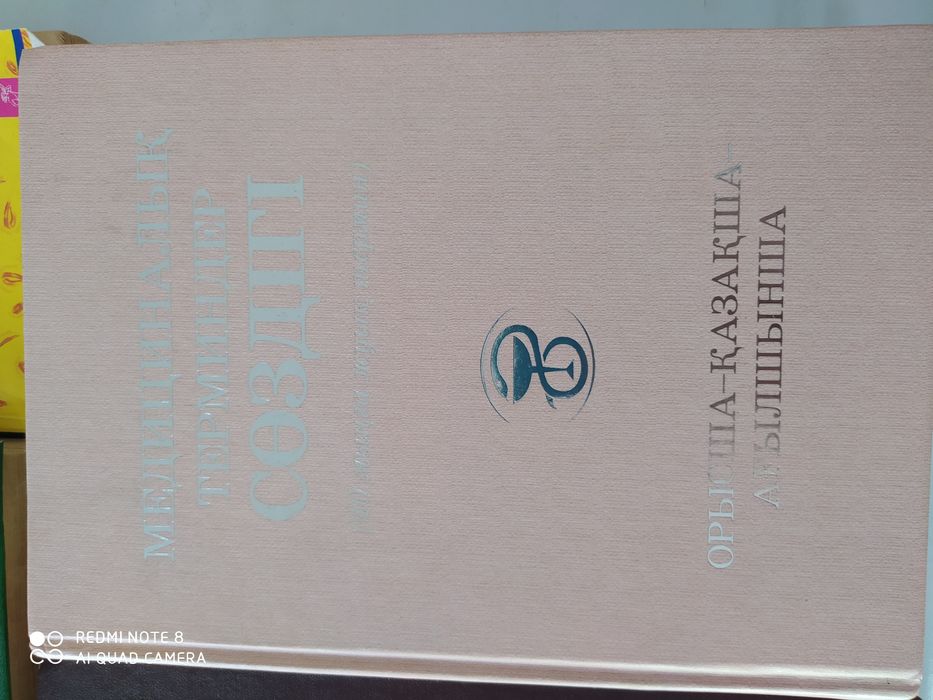 МЕДИЦИНАЛЫҚ
ТЕРМИНДЕР
СӨЗДІГІ
ОРЫСША–ҚАЗАҚША–
АҒЫЛШЫНША
REDMI NOTE 8
AI QUAD CAMERA